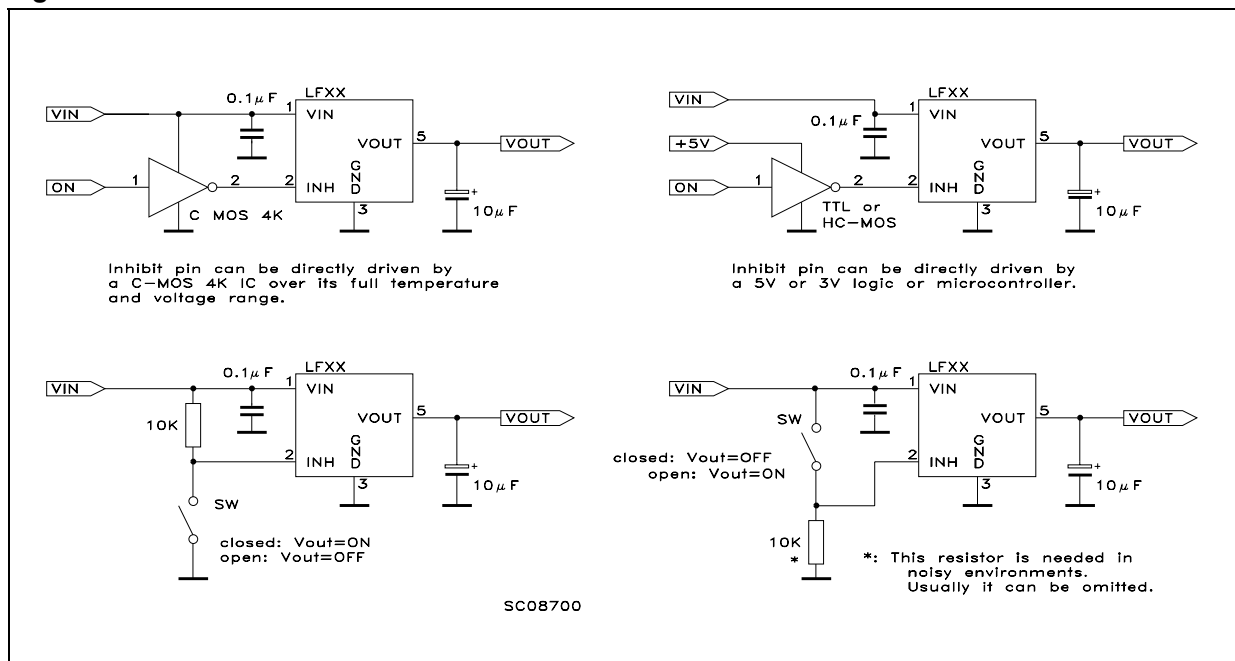 LFXX
VIN
0.1μF
1
VIN
VOUT
5
VOUT
ON
1
2
2
INH
GND
3
C MOS 4K
+
10μF
Inhibit pin can be directly driven by
a C-MOS 4K IC over its full temperature
and voltage range.
LFXX
VIN
1
VIN
0.1μF
+5V
VOUT
5
VOUT
ON
1
2
2
INH
GND
3
TTL or
HC-MOS
+
10μF
Inhibit pin can be directly driven by
a 5V or 3V logic or microcontroller.
LFXX
VIN
0.1μF
1
VIN
10K
VOUT
5
VOUT
2
INH
GND
3
+
10μF
SW
closed: Vout=ON
open: Vout=OFF
LFXX
VIN
0.1μF
1
VIN
SW
VOUT
5
VOUT
closed: Vout=OFF
open: Vout=ON
2
INH
GND
3
+
10μF
10K
*
*: This resistor is needed in
noisy environments.
Usually it can be omitted.
SC08700